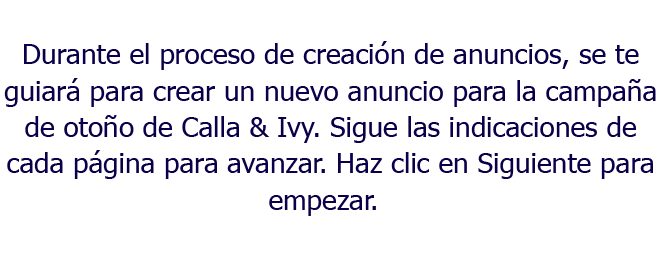 Durante el proceso de creación de anuncios, se te
guiará para crear un nuevo anuncio para la campaña
de otoño de Calla & Ivy. Sigue las indicaciones de
cada página para avanzar. Haz clic en Siguiente para
empezar.